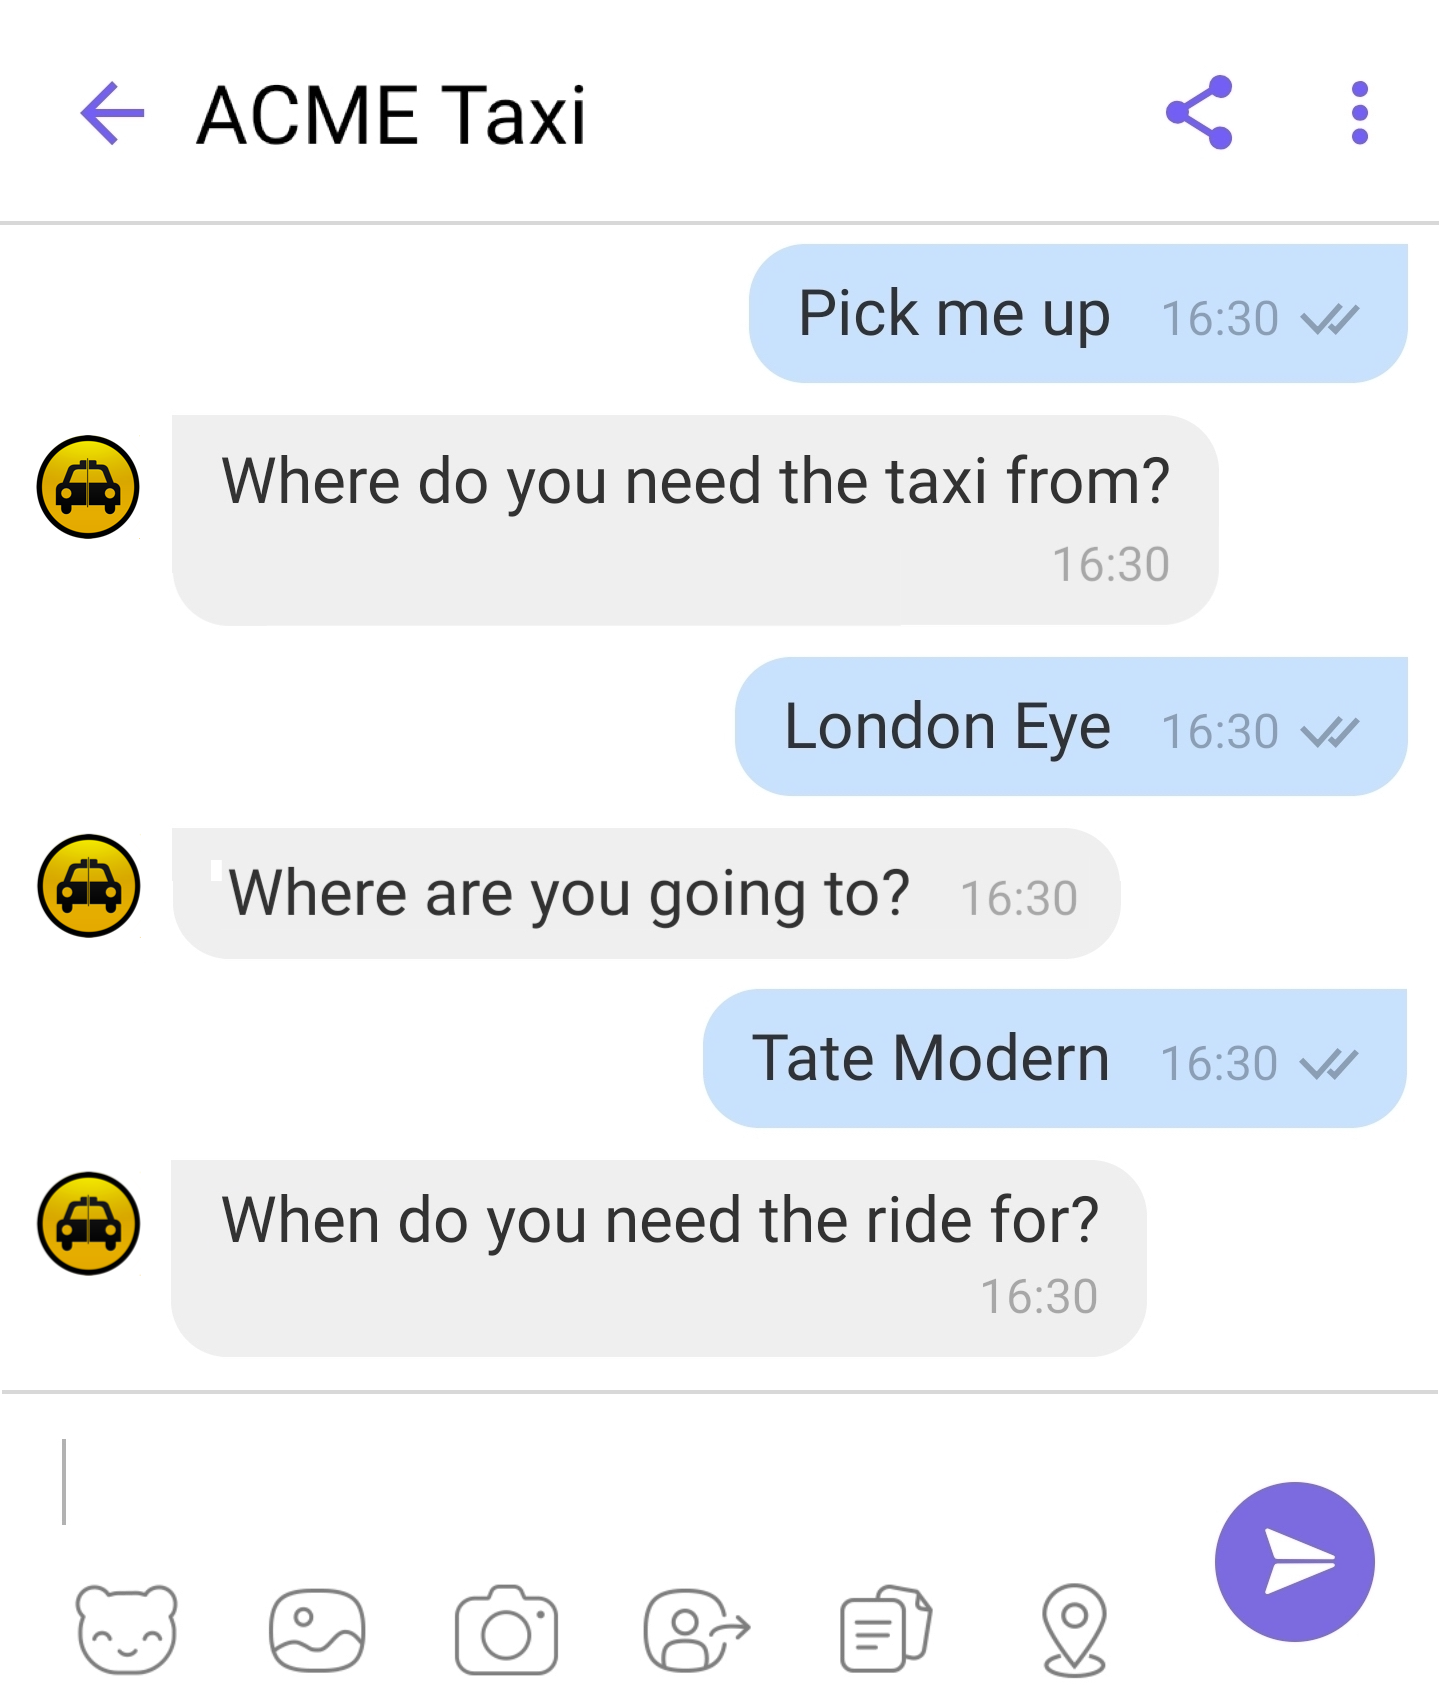 ACME Taxi
Pick me up 16:30
Where do you need the taxi from?
16:30
London Eye 16:30
Where are you going to? 16:30
Tate Modern 16:30
When do you need the ride for?
16:30